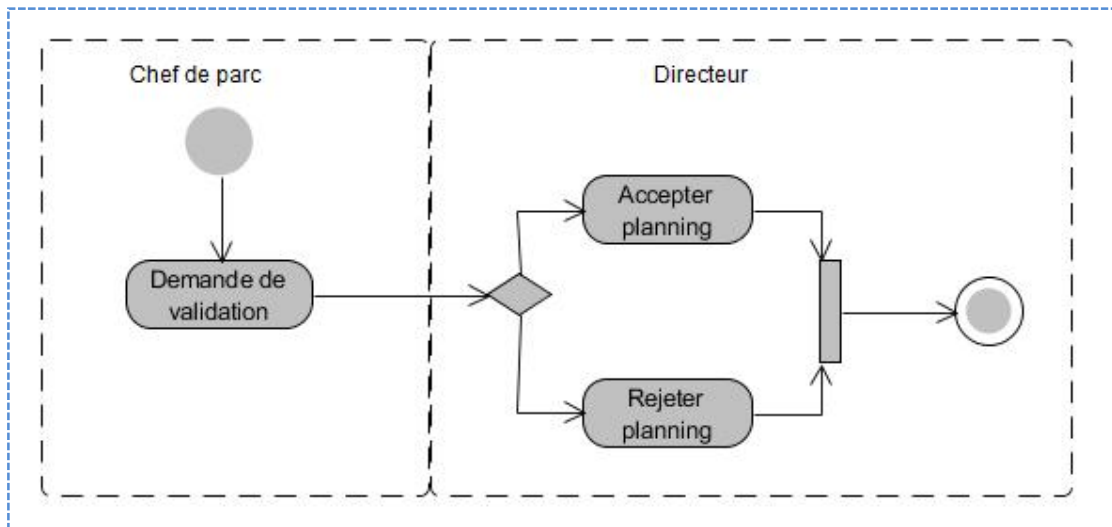 Chef de parc
Directeur
Accepter
planning
Demande de
validation
Rejeter
planning